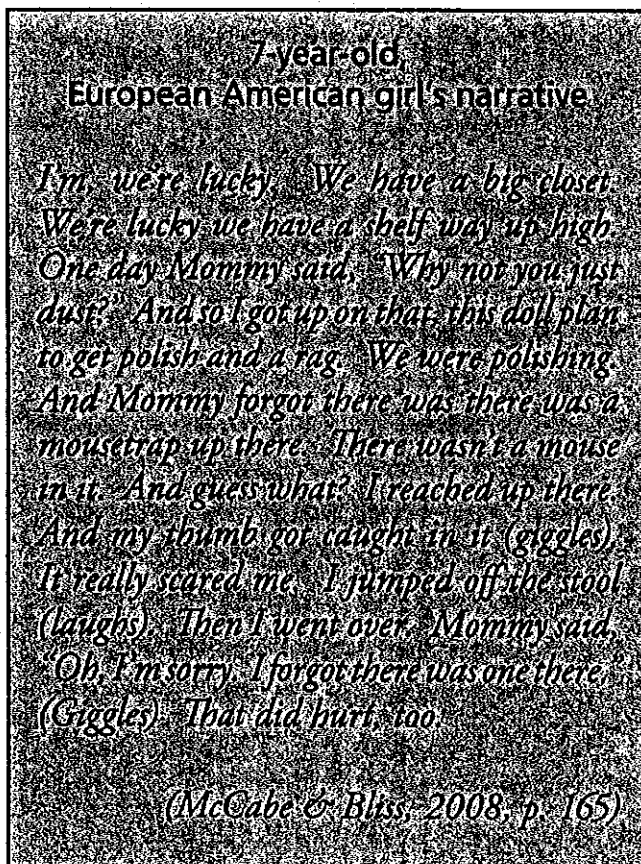 7-year-old
European American girl's narrative
I'm, we're lucky. We have a big closet.
We're lucky we have a shelf way up high.
One day Mommy said, "Why not you just
dust?" And so I got up on that, this doll plan
to get polish and a rag. We were polishing.
And Mommy forgot there was there was a
mousetrap up there. There wasn't a mouse
in it. And guess what? I reached up there.
And my thumb got caught in it (giggles).
It really scared me. I jumped off the stool
(laughs). Then I went over. Mommy said,
"Oh, I'm sorry. I forgot there was one there.
(Giggles). That did hurt, too.
(McCabe & Bliss, 2008, p. 165)